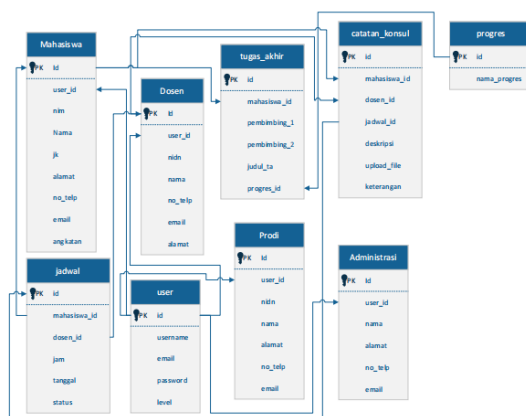 Mahasiswa
PK Id
user_id
nim
Nama
jk
alamat
no_telp
email
angkatan
Dosen
PK Id
user_id
nidn
nama
no_telp
email
alamat
tugas_akhir
PK id
mahasiswa_id
pembimbing_1
pembimbing_2
judul_ta
progres_id
catatan_konsul
PK id
mahasiswa_id
dosen_id
jadwal_id
deskripsi
upload_file
keterangan
progres
PK id
nama_progres
jadwal
PK Id
mahasiswa_id
dosen_id
jam
tanggal
status
user
PK id
username
email
password
level
Prodi
PK Id
user_id
nidn
nama
alamat
no_telp
email
Administrasi
PK Id
user_id
nama
alamat
no_telp
email